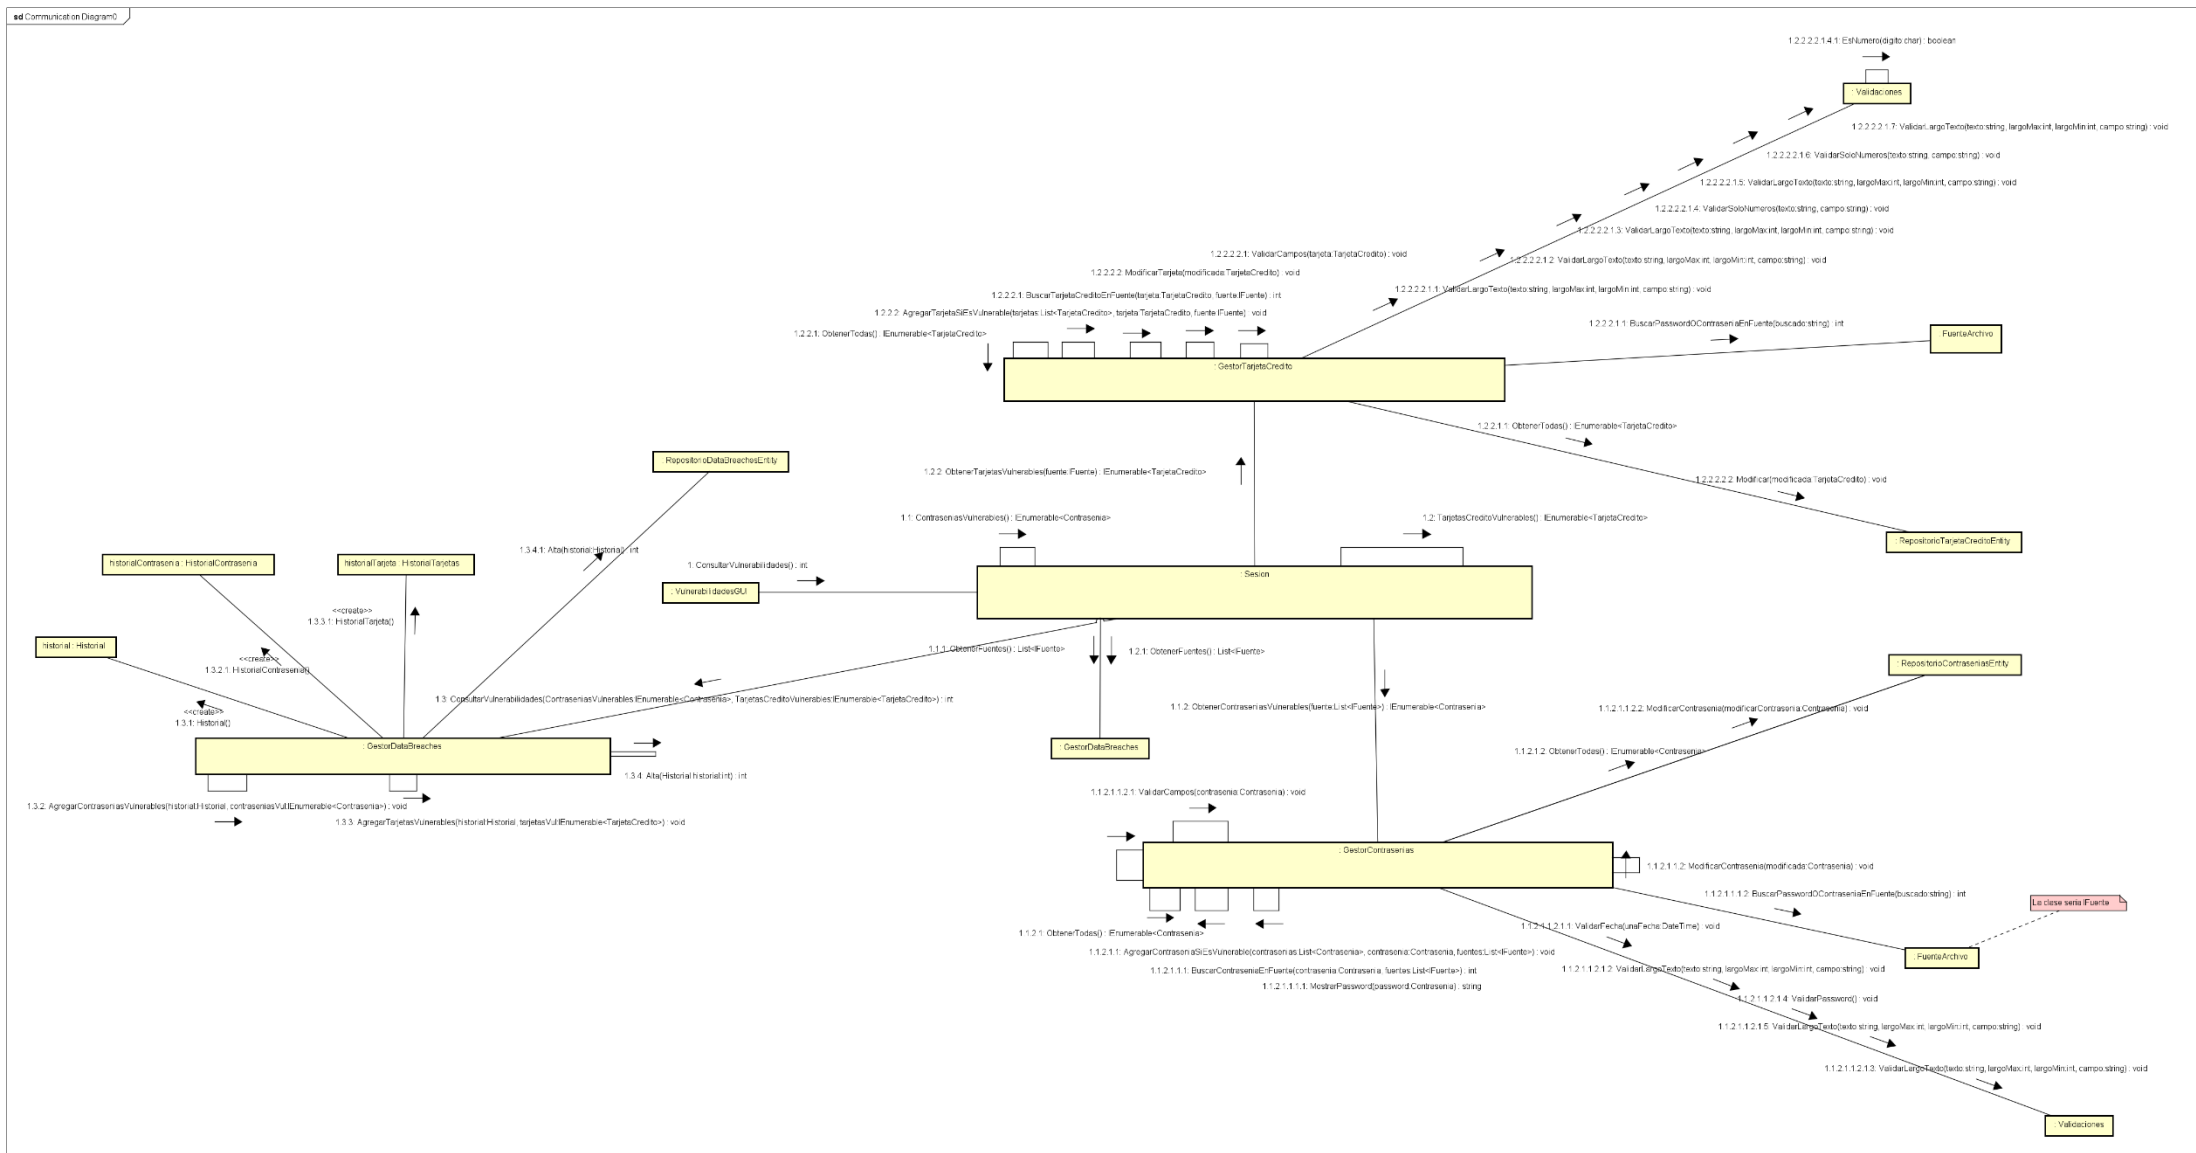 sd Communication Diagram0
1.2.2.2.2.1.4.1: EsNumero(digito:char) : boolean
: Validaciones
1.2.2.2.2.1.7: ValidarLargoTexto(texto:string, largoMax:int, largoMin:int, campo:string) : void
1.2.2.2.2.1.6: ValidarSoloNumeros(texto:string, campo:string) : void
1.2.2.2.2.1.5: ValidarLargoTexto(texto:string, largoMax:int, largoMin:int, campo:string) : void
1.2.2.2.2.1.4: ValidarSoloNumeros(texto:string, campo:string) : void
1.2.2.2.2.1.3: ValidarLargoTexto(texto:string, largoMax:int, largoMin:int, campo:string) : void
1.2.2.2.2.1: ValidarCampos(tarjeta:TarjetaCredito) : void
1.2.2.2.2.1.2: ValidarLargoTexto(texto:string, largoMax:int, largoMin:int, campo:string) : void
1.2.2.2.2: ModificarTarjeta(modificada:TarjetaCredito) : void
1.2.2.2.2.1.1: ValidarLargoTexto(texto:string, largoMax:int, largoMin:int, campo:string) : void
1.2.2.2.1: BuscarTarjetaCreditoEnFuente(tarjeta:TarjetaCredito, fuente:IFuente) : int
1.2.2.2: AgregarTarjetaSiEsVulnerable(tarjetas:List<TarjetaCredito>, tarjeta:TarjetaCredito, fuente:IFuente) : void
1.2.2.2.1.1: BuscarPasswordOContraseniaEnFuente(buscado:string) : int
1.2.2.1: ObtenerTodas() : IEnumerable<TarjetaCredito>
: FuenteArchivo
: GestorTarjetaCredito
1.2.2.1.1: ObtenerTodas() : IEnumerable<TarjetaCredito>
: RepositorioDataBreachesEntity
1.2.2: ObtenerTarjetasVulnerables(fuente:IFuente) : IEnumerable<TarjetaCredito>
1.2.2.2.2.2: Modificar(modificada:TarjetaCredito) : void
1.1: ContraseniasVulnerables() : IEnumerable<Contrasenia>
1.2: TarjetasCreditoVulnerables() : IEnumerable<TarjetaCredito>
: RepositorioTarjetaCreditoEntity
1.3.4.1: Alta(historial:Historial) : int
historialContrasenia : HistorialContrasenia
historialTarjeta : HistorialTarjetas
1: ConsultarVulnerabilidades() : int
: Sesion
: VulnerabilidadesGUI
<<create>>
1.3.3.1: HistorialTarjeta()
historial : Historial
1.1.1: ObtenerFuentes() : List<IFuente>
1.2.1: ObtenerFuentes() : List<IFuente>
<<create>>
1.3.2.1: HistorialContrasenia()
: RepositorioContraseniasEntity
1.3: ConsultarVulnerabilidades(ContraseniasVulnerables:IEnumerable<Contrasenia>, TarjetasCreditoVulnerables:IEnumerable<TarjetaCredito>) : int
1.1.2: ObtenerContraseniasVulnerables(fuente:List<IFuente>) : IEnumerable<Contrasenia>
1.1.2.1.1.2.2: ModificarContrasenia(modificarContrasenia:Contrasenia) : void
<<create>>
1.3.1: Historial()
: GestorDataBreaches
: GestorDataBreaches
1.1.2.1.2: ObtenerTodas() : IEnumerable<Contrasenia>
1.3.4: Alta(Historial historial:int) : int
1.1.2.1.1.2.1: ValidarCampos(contrasenia:Contrasenia) : void
1.3.2: AgregarContraseniasVulnerables(historial:Historial, contraseniasVul:IEnumerable<Contrasenia>) : void
1.3.3: AgregarTarjetasVulnerables(historial:Historial, tarjetasVul:IEnumerable<TarjetaCredito>) : void
: GestorContrasenias
1.1.2.1.1.2: ModificarContrasenia(modificada:Contrasenia) : void
1.1.2.1.1.1.2: BuscarPasswordOContraseniaEnFuente(buscado:string) : int
La clase seria IFuente
1.1.2.1: ObtenerTodas() : IEnumerable<Contrasenia>
1.1.2.1.1.2.1.1: ValidarFecha(unaFecha:DateTime) : void
1.1.2.1.1: AgregarContraseniaSiEsVulnerable(contrasenias:List<Contrasenia>, contrasenia:Contrasenia, fuentes:List<IFuente>) : void
: FuenteArchivo
1.1.2.1.1.1: BuscarContraseniaEnFuente(contrasenia:Contrasenia, fuentes:List<IFuente>) : int
1.1.2.1.1.2.1.2: ValidarLargoTexto(texto:string, largoMax:int, largoMin:int, campo:string) : void
1.1.2.1.1.1.1: MostrarPassword(password:Contrasenia) : string
1.1.2.1.1.2.1.4: ValidarPassword() : void
1.1.2.1.1.2.1.5: ValidarLargoTexto(texto:string, largoMax:int, largoMin:int, campo:string) : void
1.1.2.1.1.2.1.3: ValidarLargoTexto(texto:string, largoMax:int, largoMin:int, campo:string) : void
: Validaciones